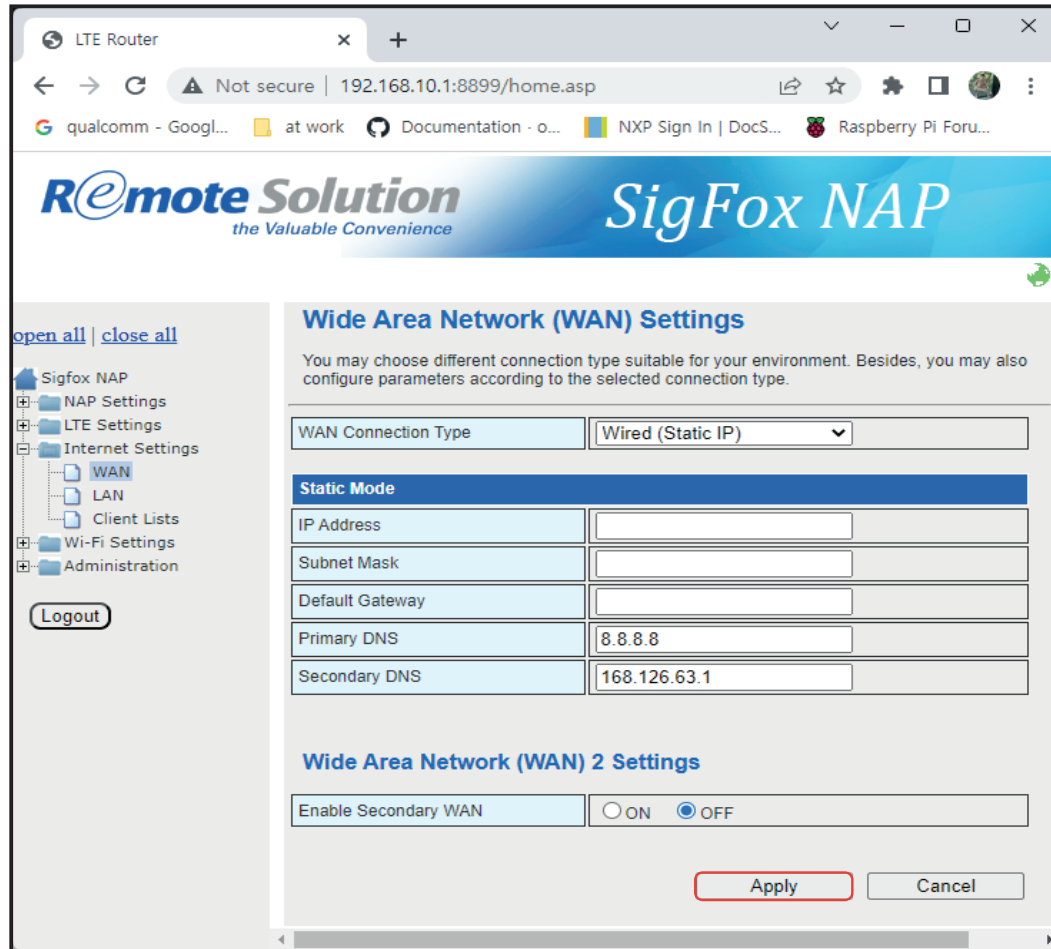 LTE Router
Not secure | 192.168.10.1:8899/home.asp
qualcomm - Googl... at work Documentation · o... NXP Sign In | DocS... Raspberry Pi Foru...
Remote Solution
the Valuable Convenience
SigFox NAP
open all | close all
Sigfox NAP
NAP Settings
LTE Settings
Internet Settings
WAN
LAN
Client Lists
Wi-Fi Settings
Administration
Logout
Wide Area Network (WAN) Settings
You may choose different connection type suitable for your environment. Besides, you may also
configure parameters according to the selected connection type.
WAN Connection Type Wired (Static IP)
Static Mode
IP Address
Subnet Mask
Default Gateway
Primary DNS 8.8.8.8
Secondary DNS 168.126.63.1
Wide Area Network (WAN) 2 Settings
Enable Secondary WAN ON OFF
Apply Cancel